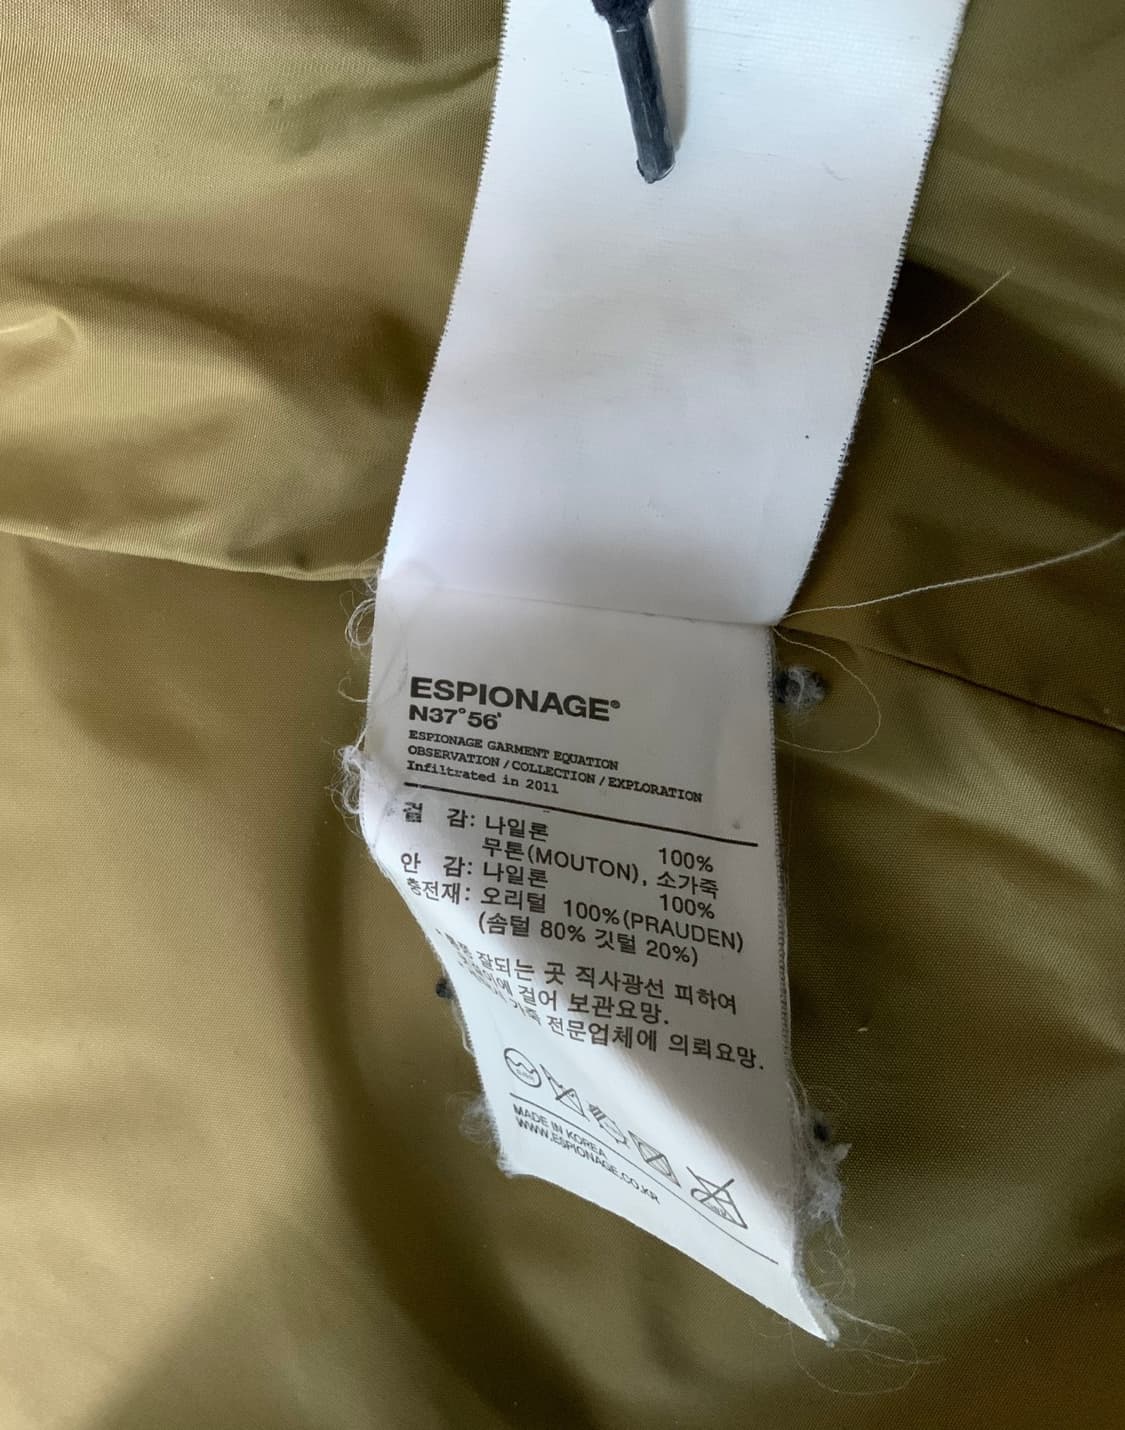 ESPIONAGE®
N37°56'
ESPIONAGE GARMENT EQUATION
OBSERVATION / COLLECTION / EXPLORATION
Infiltrated in 2011
겉 감: 나일론 100%
무톤(MOUTON), 소가죽
안 감: 나일론 100%
충전재: 오리털 100%(PRAUDEN)
(솜털 80% 깃털 20%)
잘되는 곳 직사광선 피하여
걸어 보관요망.
전문업체에 의뢰요망.
MADE IN KOREA
WWW.ESPIONAGE.CO.KR